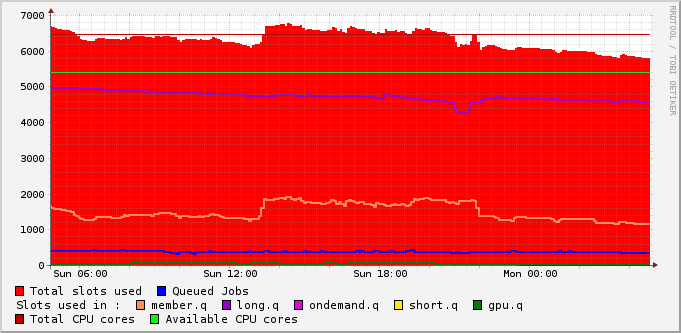 7000
6000
5000
4000
3000
2000
1000
0
Sun 06:00 Sun 12:00 Sun 18:00 Mon 00:00
Total slots used Queued Jobs
Slots used in : member.q long.q ondemand.q short.q gpu.q
Total CPU cores Available CPU cores
RRDTOOL / TOBI OETIKER